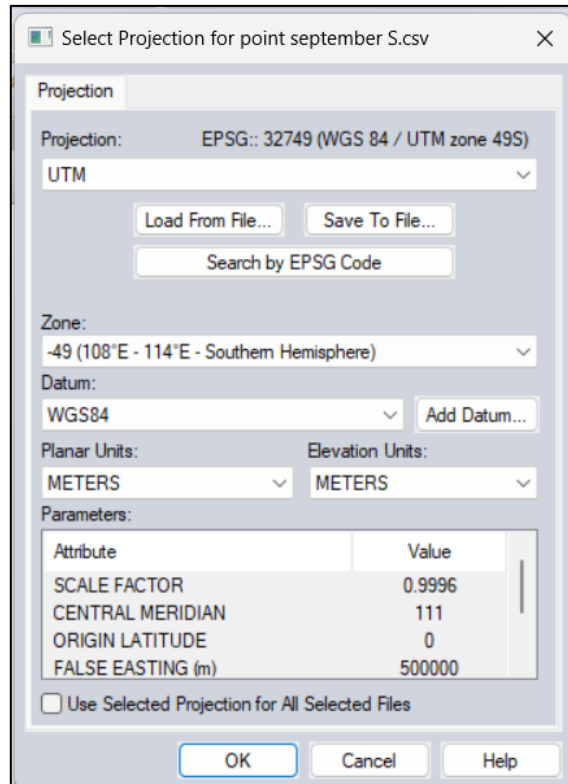 Select Projection for point september S.csv
Projection
Projection: EPSG:: 32749 (WGS 84 / UTM zone 49S)
UTM
Load From File... Save To File...
Search by EPSG Code
Zone:
-49 (108°E - 114°E - Southern Hemisphere)
Datum:
WGS84 Add Datum...
Planar Units: Elevation Units:
METERS METERS
Parameters:
Attribute Value
SCALE FACTOR 0.9996
CENTRAL MERIDIAN 111
ORIGIN LATITUDE 0
FALSE EASTING (m) 500000
Use Selected Projection for All Selected Files
OK Cancel Help